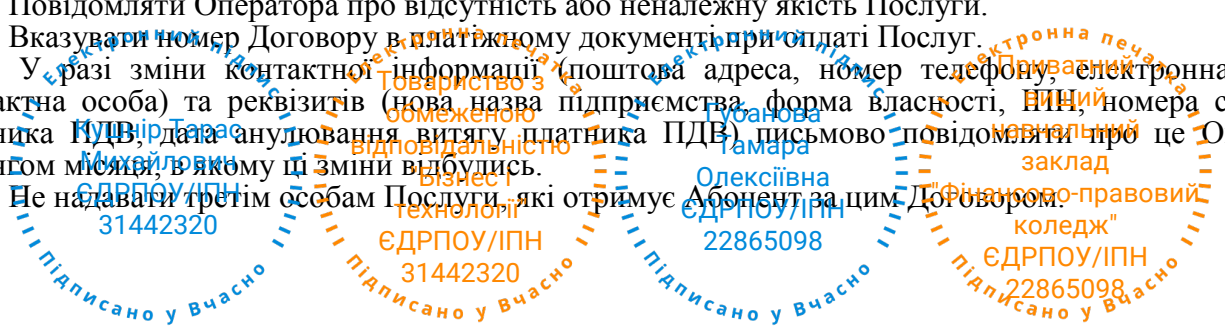 Повідомляти Оператора про відсутність або неналежну якість Послуги.
Вказувати номер Договору в платіжному документі при оплаті Послуг.
У разі зміни контактної інформації (поштова адреса, номер телефону, електронна
актна особа) та реквізитів (нова назва підприємства, форма власності, ІПН, номера с
ника ПДВ, дата анулювання витягу платника ПДВ) письмово повідомляти про це О
гом місяця, в якому ці зміни відбулись.
Не надавати третім особам Послуги, які отримує Абонент за цим Договором.
Електронний підпис
Кушнір Тарас
Михайлович
ЄДРПОУ/ІПН
31442320
Підписано у Вчасно
Електронна печатка
Товариство з
обмеженою
відповідальністю
"Бізнес і
технології"
ЄДРПОУ/ІПН
31442320
Підписано у Вчасно
Електронний підпис
Губанова
Тамара
Олексіївна
ЄДРПОУ/ІПН
22865098
Підписано у Вчасно
Електронна печатка
Приватний
вищий
навчальний
заклад
"Фінансово-правовий
коледж"
ЄДРПОУ/ІПН
22865098
Підписано у Вчасно